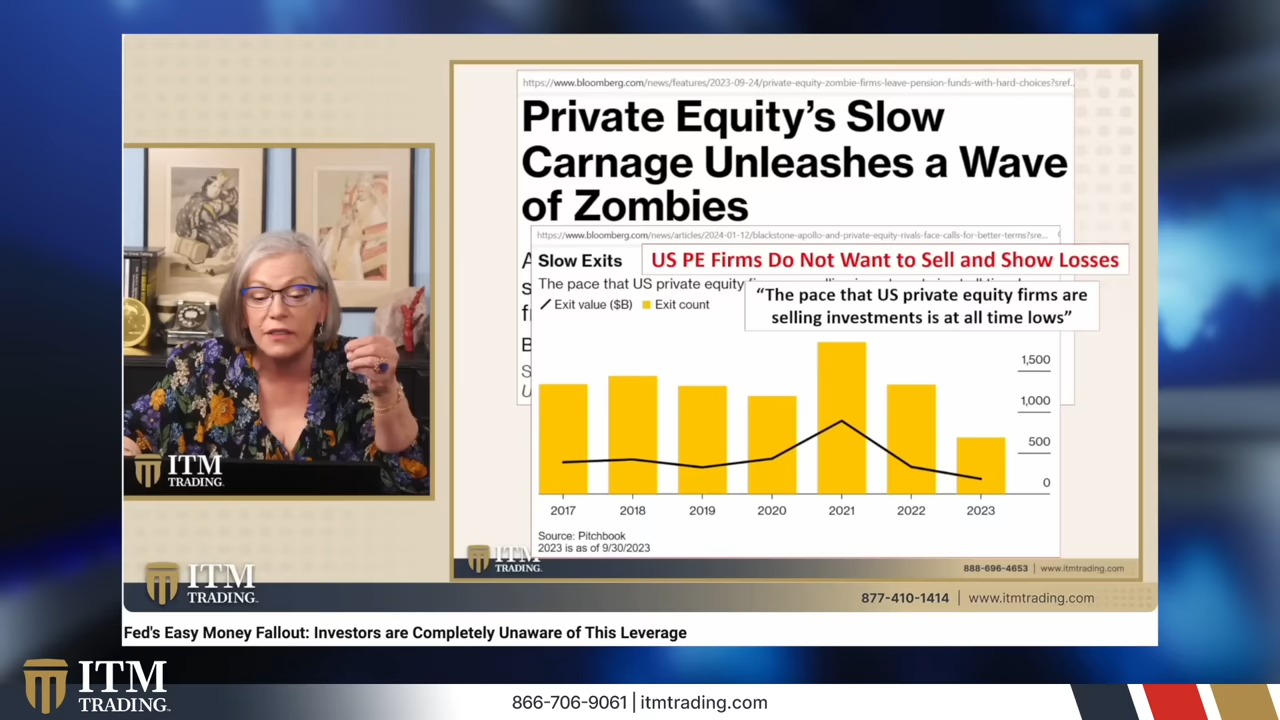 https://www.bloomberg.com/news/features/2023-09-24/private-equity-zombie-firms-leave-pension-funds-with-hard-choices?sref..
Private Equity's Slow
Carnage Unleashes a Wave
of Zombies
https://www.bloomberg.com/news/articles/2024-01-12/blackstone-apollo-and-private-equity-rivals-face-calls-for-better-terms?sre...
Slow Exits
US PE Firms Do Not Want to Sell and Show Losses
The pace that US private equity
“The pace that US private equity firms are
selling investments is at all time lows”
Exit value ($B) Exit count
1,500
1,000
500
0
2017 2018 2019 2020 2021 2022 2023
Source: Pitchbook
2023 is as of 9/30/2023
ITM
TRADING
ITM
TRADING.
888-696-4653 | www.itmtrading.com
ITM
TRADING.
877-410-1414 | www.itmtrading.com
Fed's Easy Money Fallout: Investors are Completely Unaware of This Leverage
ITM
TRADING
866-706-9061 | itmtrading.com